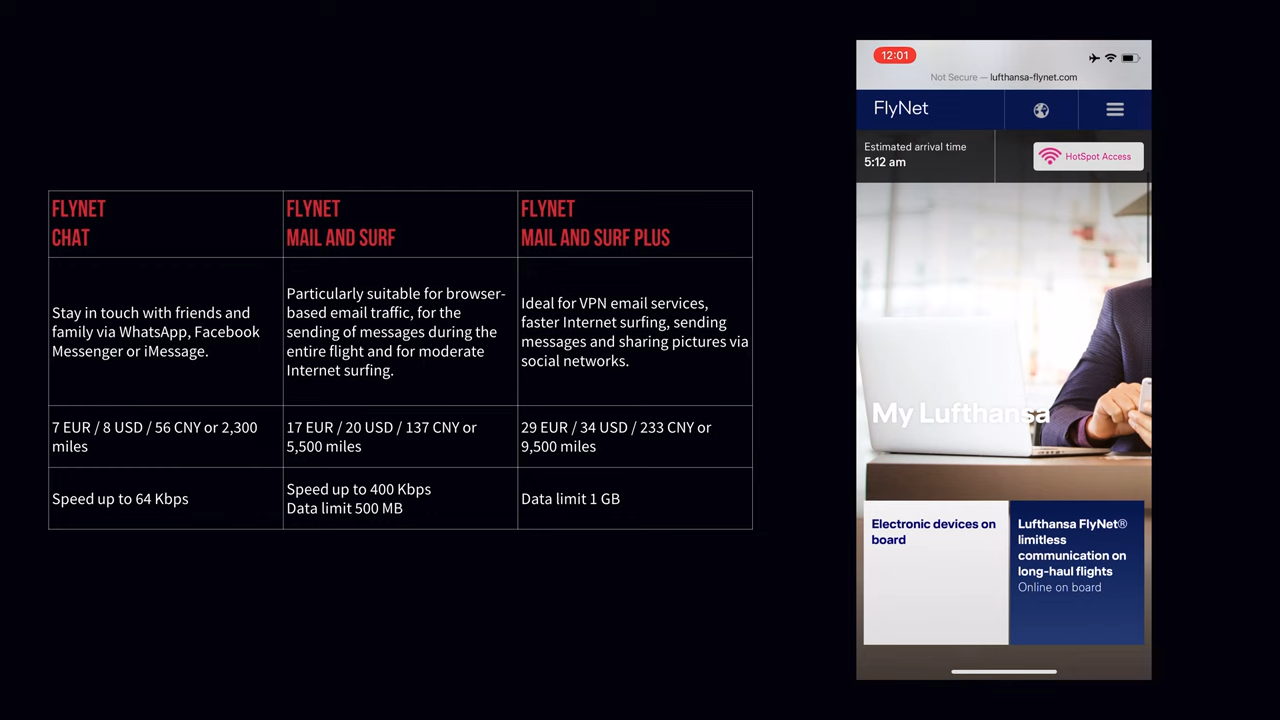 FLYNET
CHAT
FLYNET
MAIL AND SURF
FLYNET
MAIL AND SURF PLUS
Stay in touch with friends and
family via WhatsApp, Facebook
Messenger or iMessage.
Particularly suitable for browser-
based email traffic, for the
sending of messages during the
entire flight and for moderate
Internet surfing.
Ideal for VPN email services,
faster Internet surfing, sending
messages and sharing pictures via
social networks.
7 EUR / 8 USD / 56 CNY or 2,300
miles
17 EUR / 20 USD / 137 CNY or
5,500 miles
29 EUR / 34 USD / 233 CNY or
9,500 miles
Speed up to 64 Kbps
Speed up to 400 Kbps
Data limit 500 MB
Data limit 1 GB
12:01
Not Secure — lufthansa-flynet.com
FlyNet
Estimated arrival time
5:12 am
HotSpot Access
My Lufthansa
Electronic devices on
board
Lufthansa FlyNet®
limitless
communication on
long-haul flights
Online on board